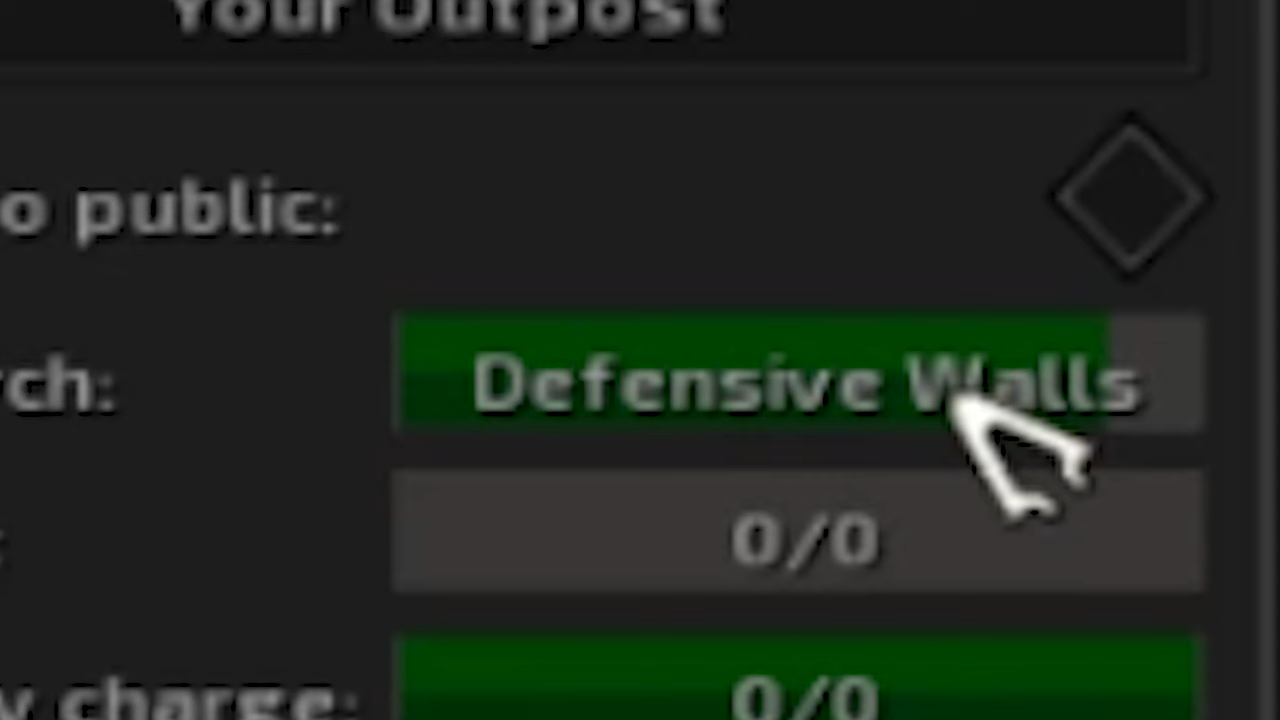 Your Outpost
o public:
rch:
Defensive Walls
0/0
y charge:
0/0